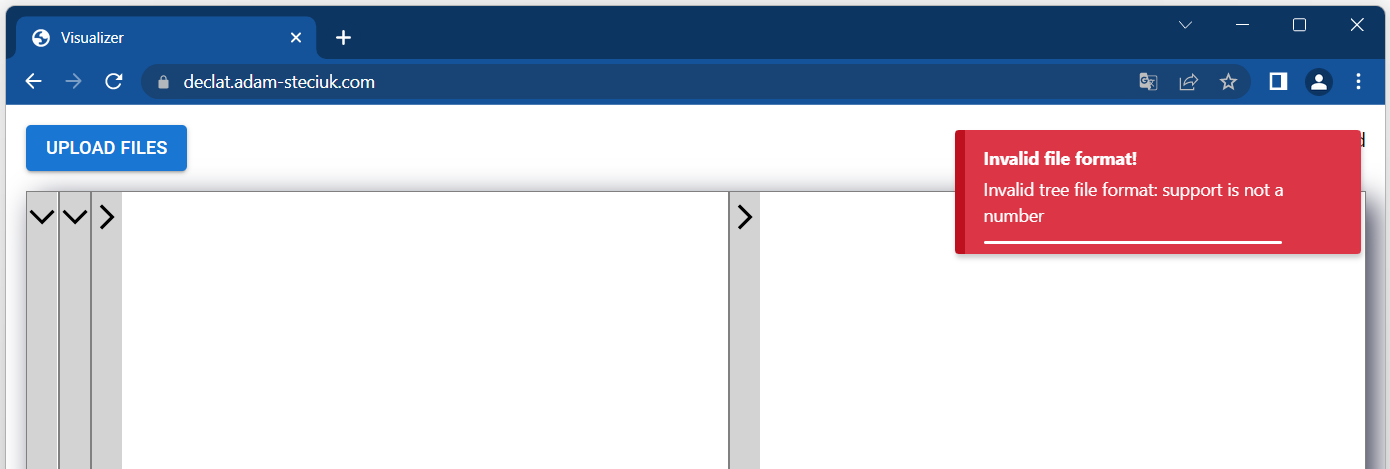 Visualizer
declat.adam-steciuk.com
UPLOAD FILES
Invalid file format!
Invalid tree file format: support is not a
number